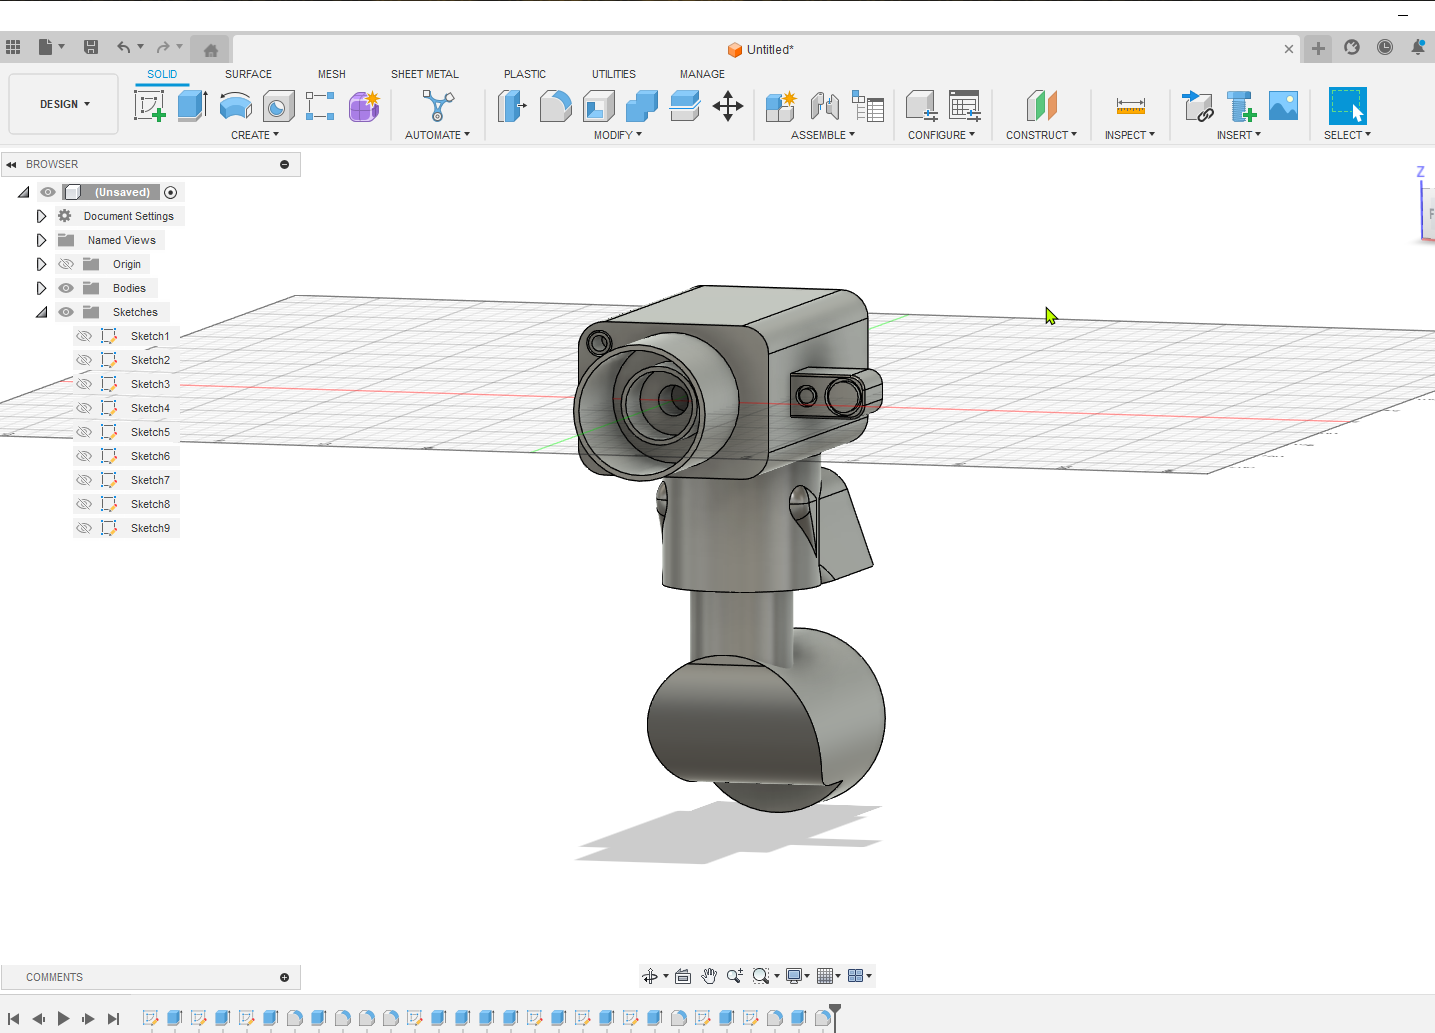 Untitled*
SOLID SURFACE MESH SHEET METAL PLASTIC UTILITIES MANAGE
DESIGN
CREATE AUTOMATE MODIFY ASSEMBLE CONFIGURE CONSTRUCT INSPECT INSERT SELECT
BROWSER
(Unsaved)
Document Settings
Named Views
Origin
Bodies
Sketches
Sketch1
Sketch2
Sketch3
Sketch4
Sketch5
Sketch6
Sketch7
Sketch8
Sketch9
Z
COMMENTS